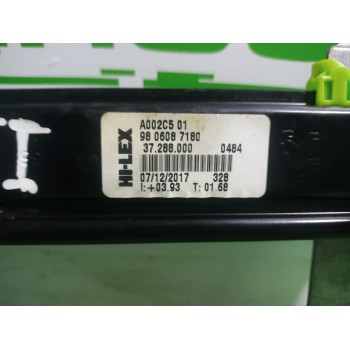 HI-LEX
A002C5 01
98 0608 7180
37.288.000 0484
07/12/2017 328
I:+03,93 T: 01.68
I